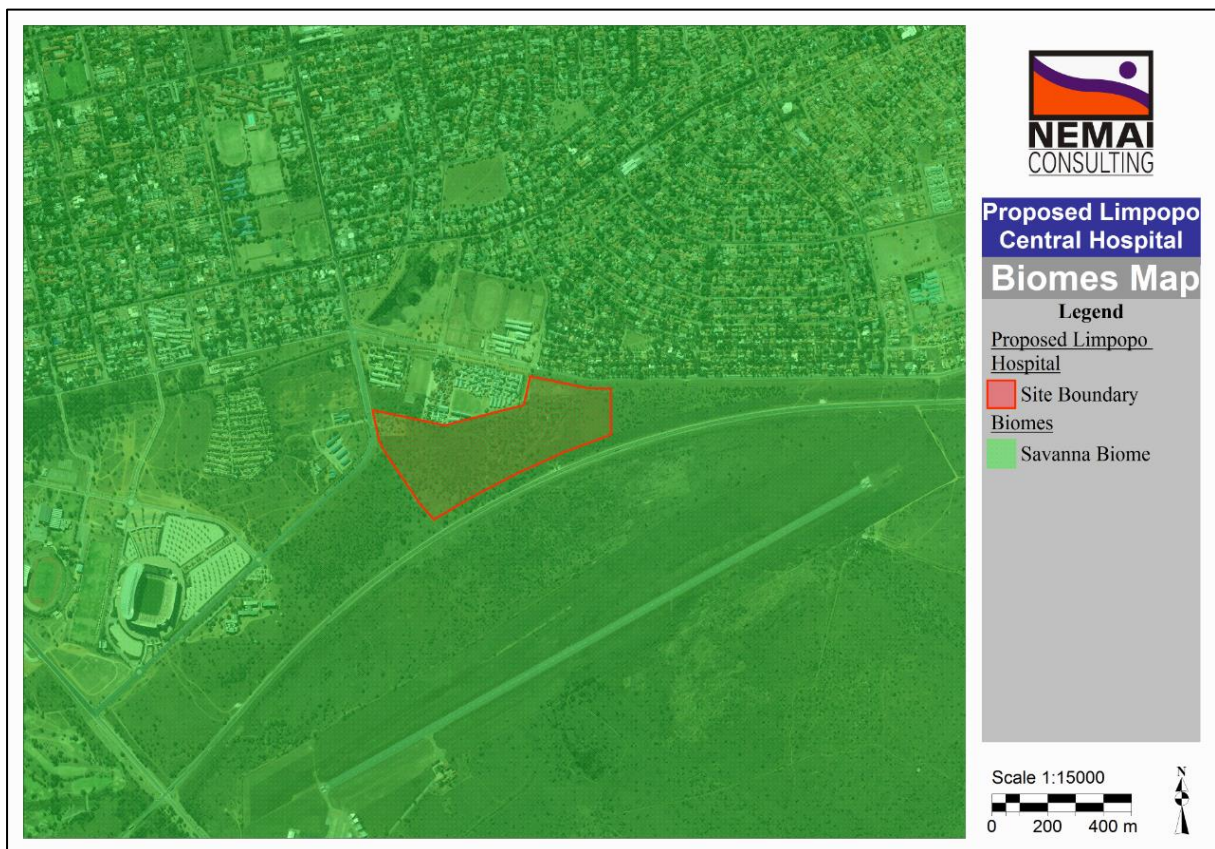 NEMAI
CONSULTING
Proposed Limpopo
Central Hospital
Biomes Map
Legend
Proposed Limpopo
Hospital
Site Boundary
Biomes
Savanna Biome
Scale 1:15000
N
0 200 400 m